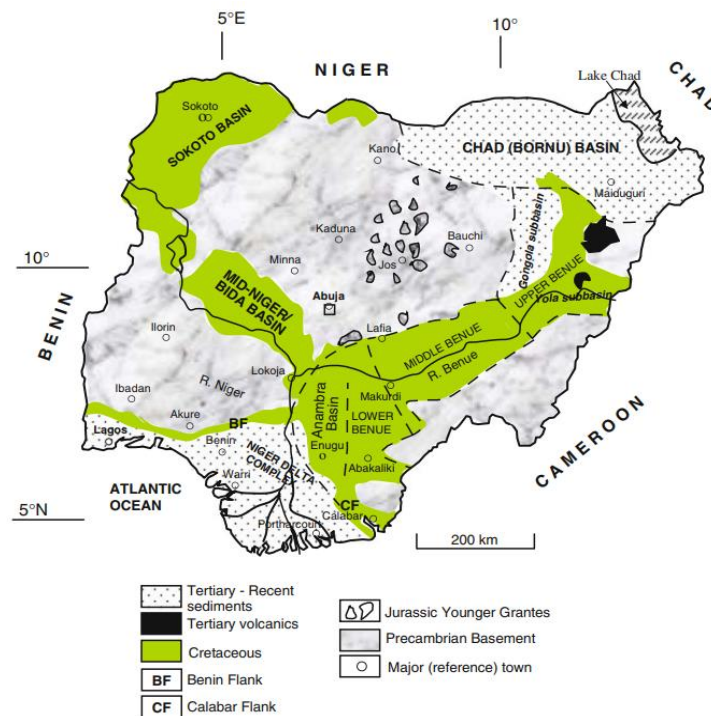 5°E
10°
NIGER
CHAD
Lake Chad
Sokoto
SOKOTO BASIN
Kano
CHAD (BORNU) BASIN
Maiduguri
Kaduna
Bauchi
Gongola subbasin
Minna
Jos
10°
MID-NIGER/
BIDA BASIN
Abuja
UPPER BENUE
Yola subbasin
BENIN
Ilorin
Lafia
MIDDLE BENUE
R. Benue
Lokoja
Makurdi
R. Niger
Ibadan
Anambra
Basin
LOWER
BENUE
Akure
BF
Lagos
Benin
Enugu
Abakaliki
CAMEROON
NIGER DELTA
COMPLEX
Warri
ATLANTIC
OCEAN
CF
Calabar
5°N
Portharcourt
200 km
Tertiary - Recent
sediments
Tertiary volcanics
Cretaceous
BF Benin Flank
CF Calabar Flank
Jurassic Younger Grantes
Precambrian Basement
Major (reference) town